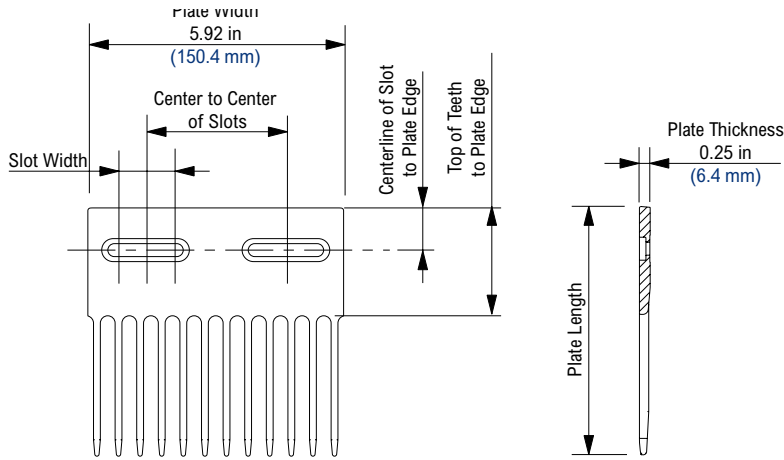 Plate Width
5.92 in
(150.4 mm)
Center to Center
of Slots
Slot Width
Centerline of Slot
to Plate Edge
Top of Teeth
to Plate Edge
Plate Thickness
0.25 in
(6.4 mm)
Plate Length